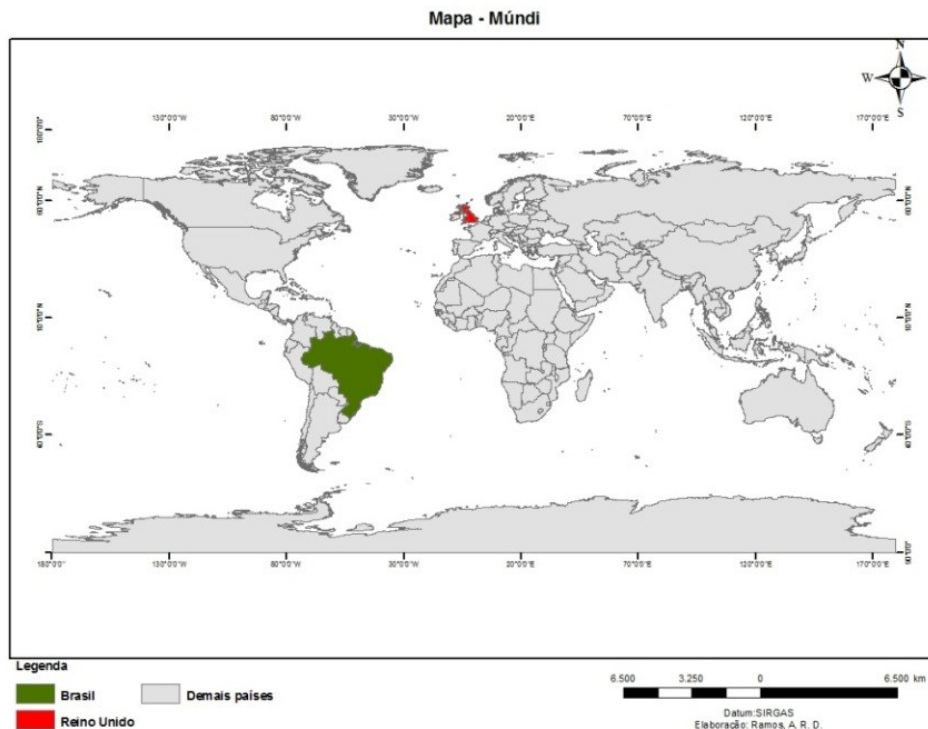 Mapa - Múndi
N
W
S
130°0'0"W 80°0'0"W 30°0'0"W 20°0'0"E 70°0'0"E 120°0'0"E 170°0'0"E
180°0'0" 130°0'0"W 80°0'0"W 30°0'0"W 20°0'0"E 70°0'0"E 120°0'0"E 170°0'0"E
Legenda
Brasil
Demais países
Reino Unido
6.500 3.250 0 6.500 km
Datum:SIRGAS
Elaboração: Ramos, A. R. D.